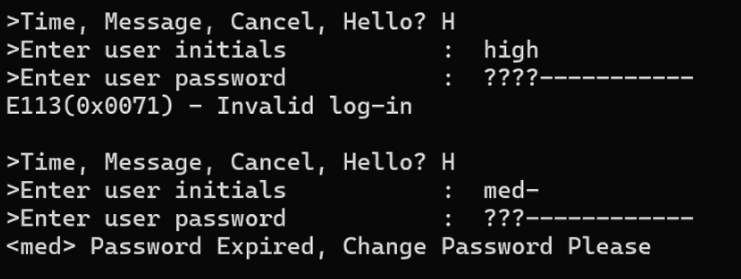 >Time, Message, Cancel, Hello? H
>Enter user initials : high
>Enter user password : ????-----------
E113(0x0071) - Invalid log-in
>Time, Message, Cancel, Hello? H
>Enter user initials : med-
>Enter user password : ???------------
<med> Password Expired, Change Password Please